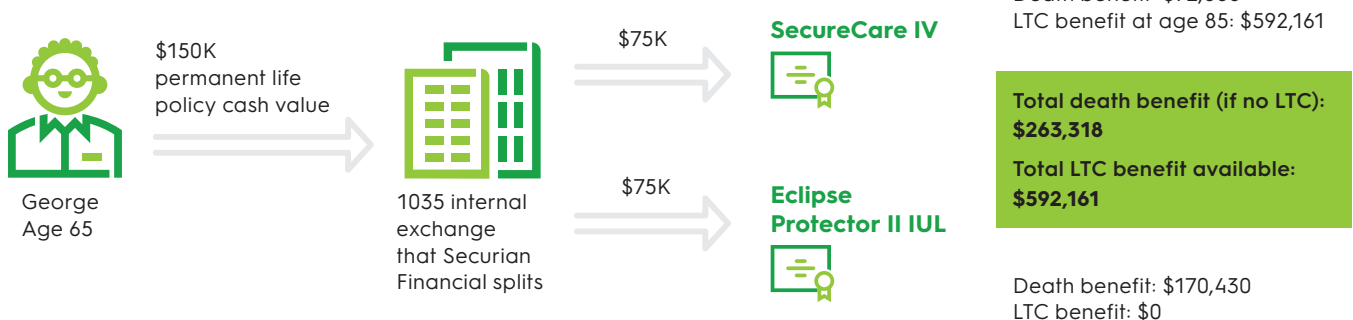 $150K
permanent life
policy cash value
George
Age 65
1035 internal
exchange
that Securian
Financial splits
$75K
SecureCare IV
$75K
Eclipse
Protector II IUL
Death benefit
LTC benefit at age 85: $592,161
Total death benefit (if no LTC):
$263,318
Total LTC benefit available:
$592,161
Death benefit: $170,430
LTC benefit: $0